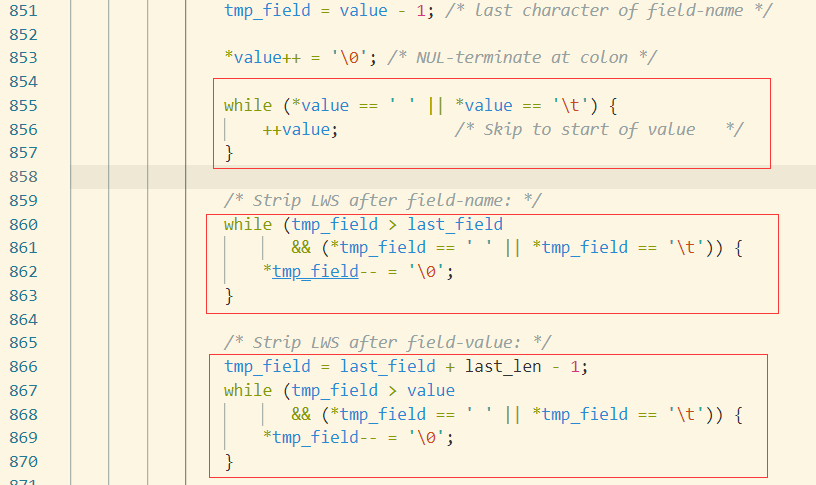 851 tmp_field = value - 1; /* last character of field-name */
852
853 *value++ = '\0'; /* NUL-terminate at colon */
854
855 while (*value == ' ' || *value == '\t') {
856 ++value; /* Skip to start of value */
857 }
858
859 /* Strip LWS after field-name: */
860 while (tmp_field > last_field
861 && (*tmp_field == ' ' || *tmp_field == '\t')) {
862 *tmp_field-- = '\0';
863 }
864
865 /* Strip LWS after field-value: */
866 tmp_field = last_field + last_len - 1;
867 while (tmp_field > value
868 && (*tmp_field == ' ' || *tmp_field == '\t')) {
869 *tmp_field-- = '\0';
870 }
871